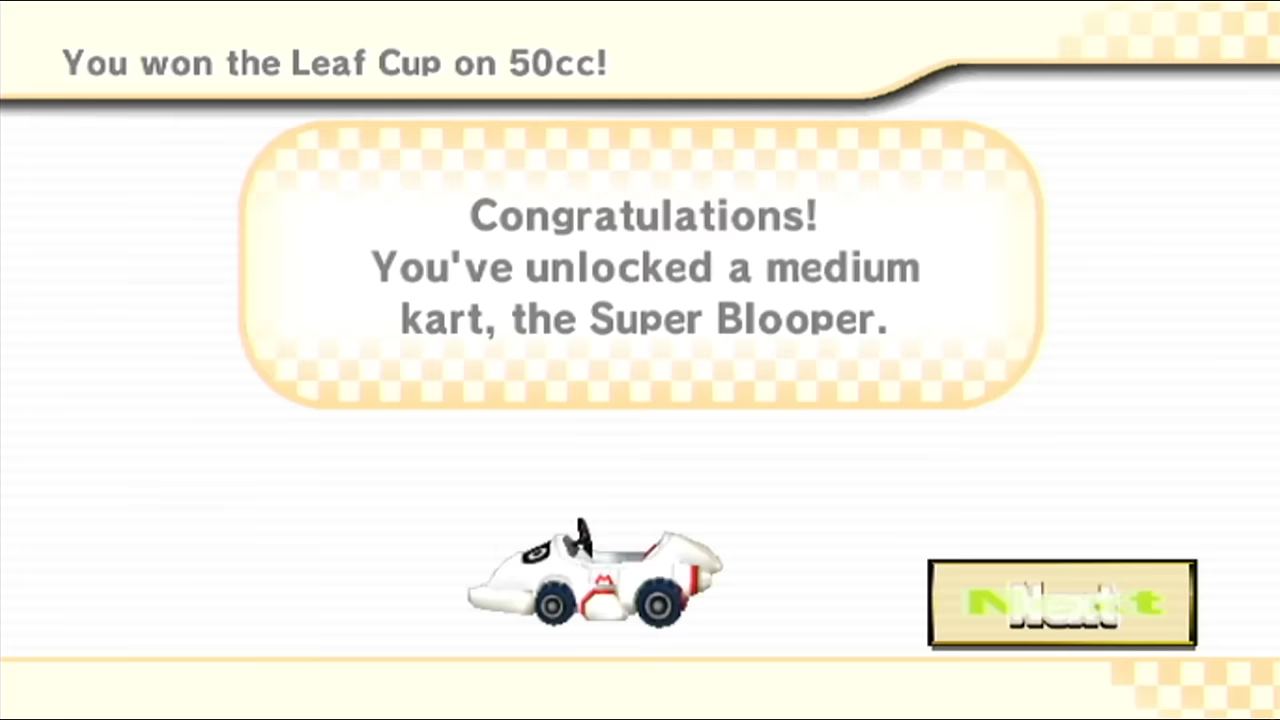 You won the Leaf Cup on 50cc!
Congratulations!
You've unlocked a medium
kart, the Super Blooper.
M
Next